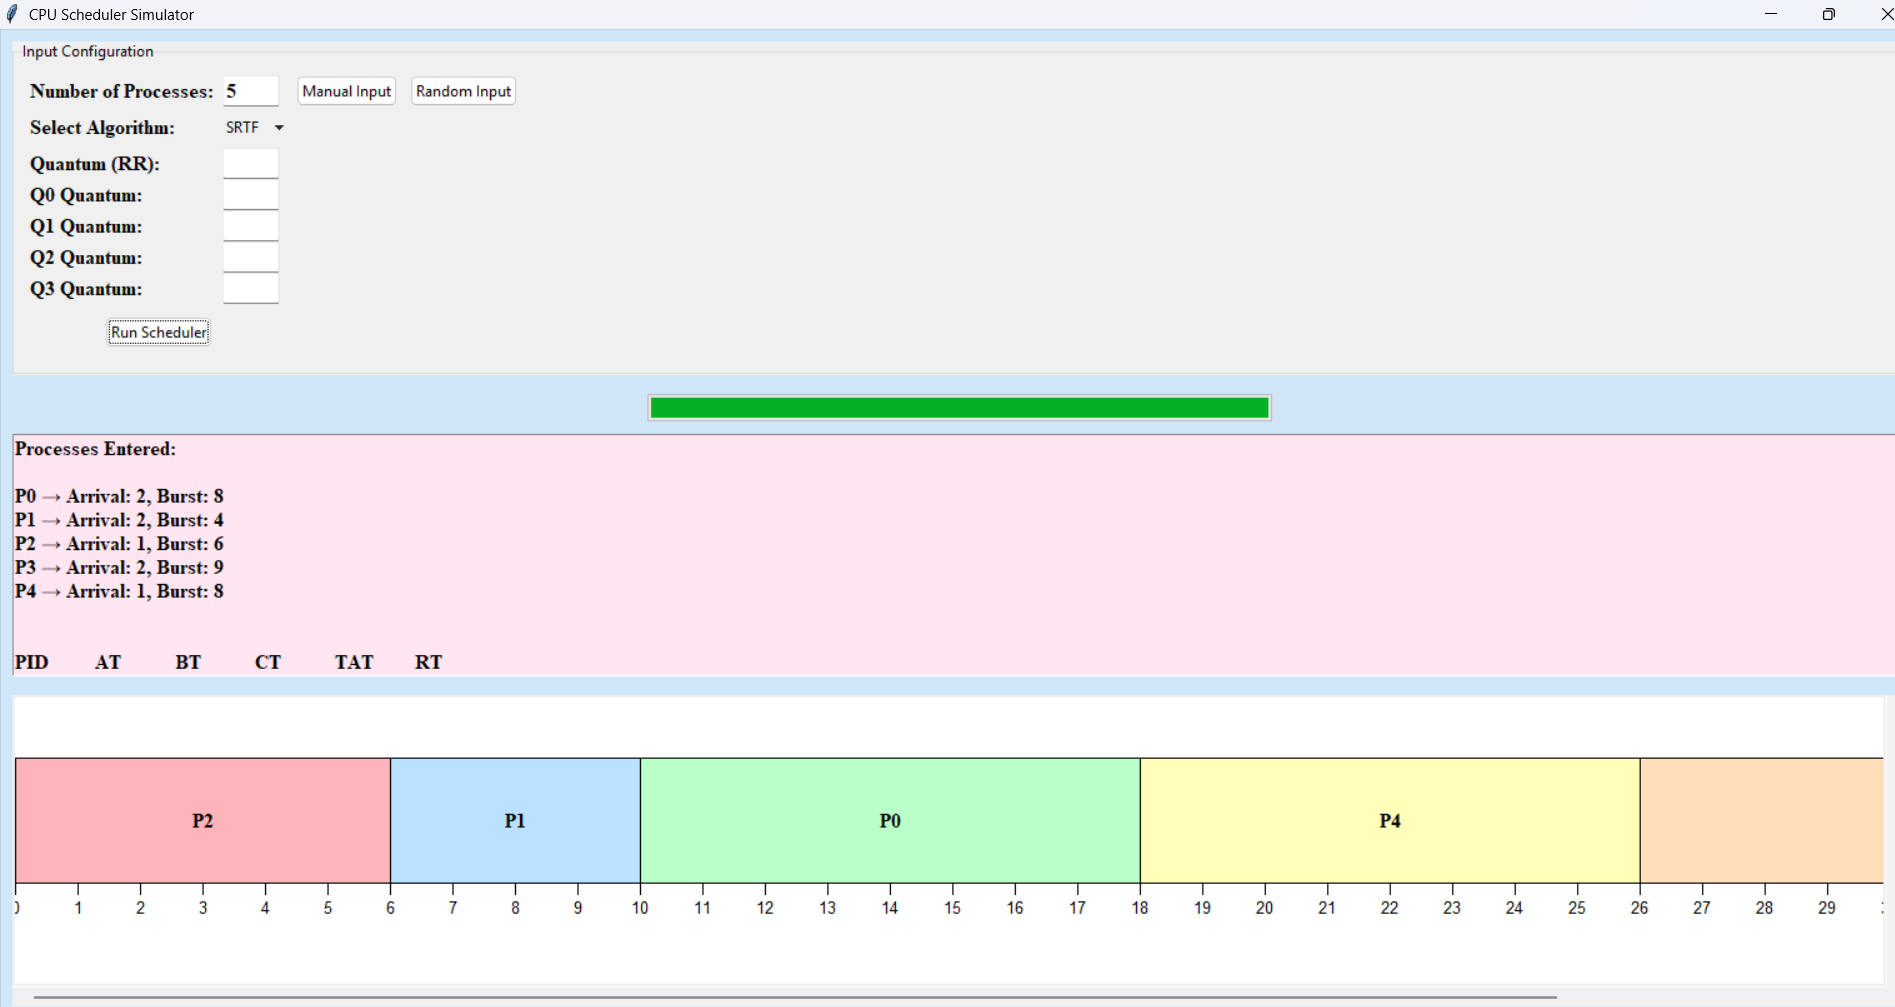 CPU Scheduler Simulator
Input Configuration
Number of Processes: 5 Manual Input Random Input
Select Algorithm: SRTF
Quantum (RR):
Q0 Quantum:
Q1 Quantum:
Q2 Quantum:
Q3 Quantum:
Run Scheduler
Processes Entered:
P0 → Arrival: 2, Burst: 8
P1 → Arrival: 2, Burst: 4
P2 → Arrival: 1, Burst: 6
P3 → Arrival: 2, Burst: 9
P4 → Arrival: 1, Burst: 8
PID AT BT CT TAT RT
P2 P1 P0 P4
1 2 3 4 5 6 7 8 9 10 11 12 13 14 15 16 17 18 19 20 21 22 23 24 25 26 27 28 29